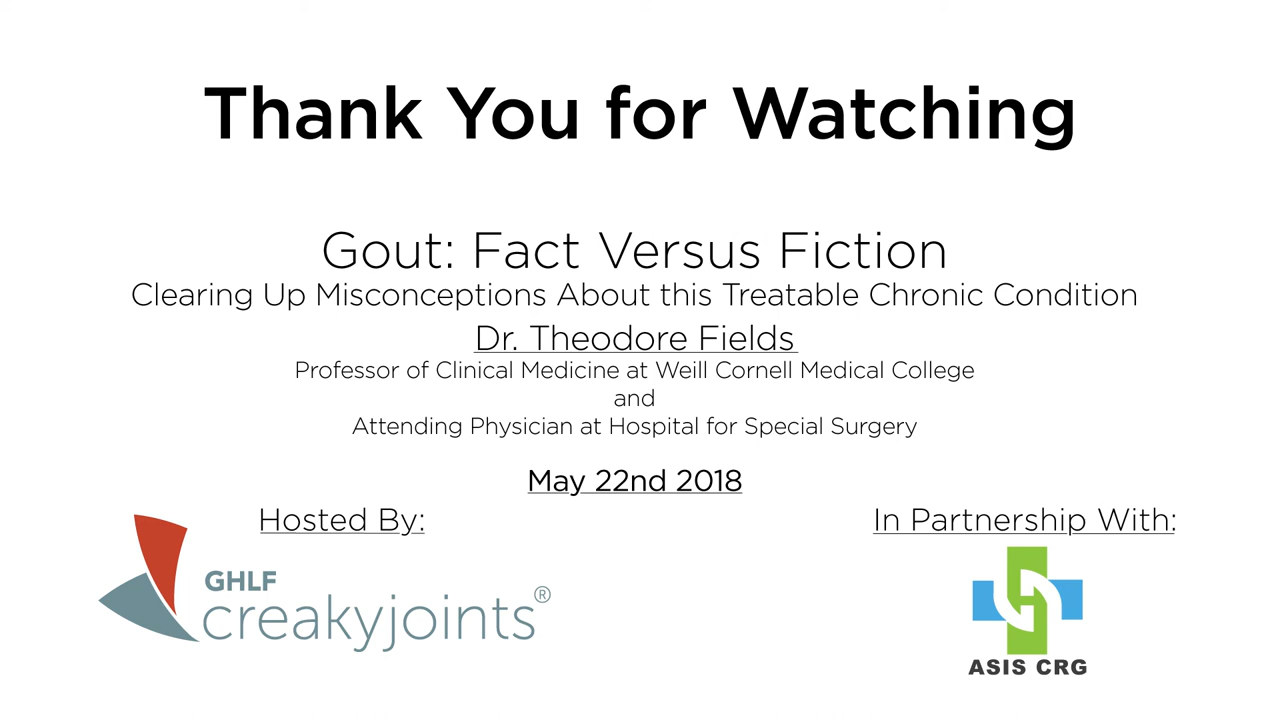 Thank You for Watching
Gout: Fact Versus Fiction
Clearing Up Misconceptions About this Treatable Chronic Condition
Dr. Theodore Fields
Professor of Clinical Medicine at Weill Cornell Medical College
and
Attending Physician at Hospital for Special Surgery
May 22nd 2018
Hosted By:
In Partnership With:
GHLF
creakyjoints®
ASIS CRG